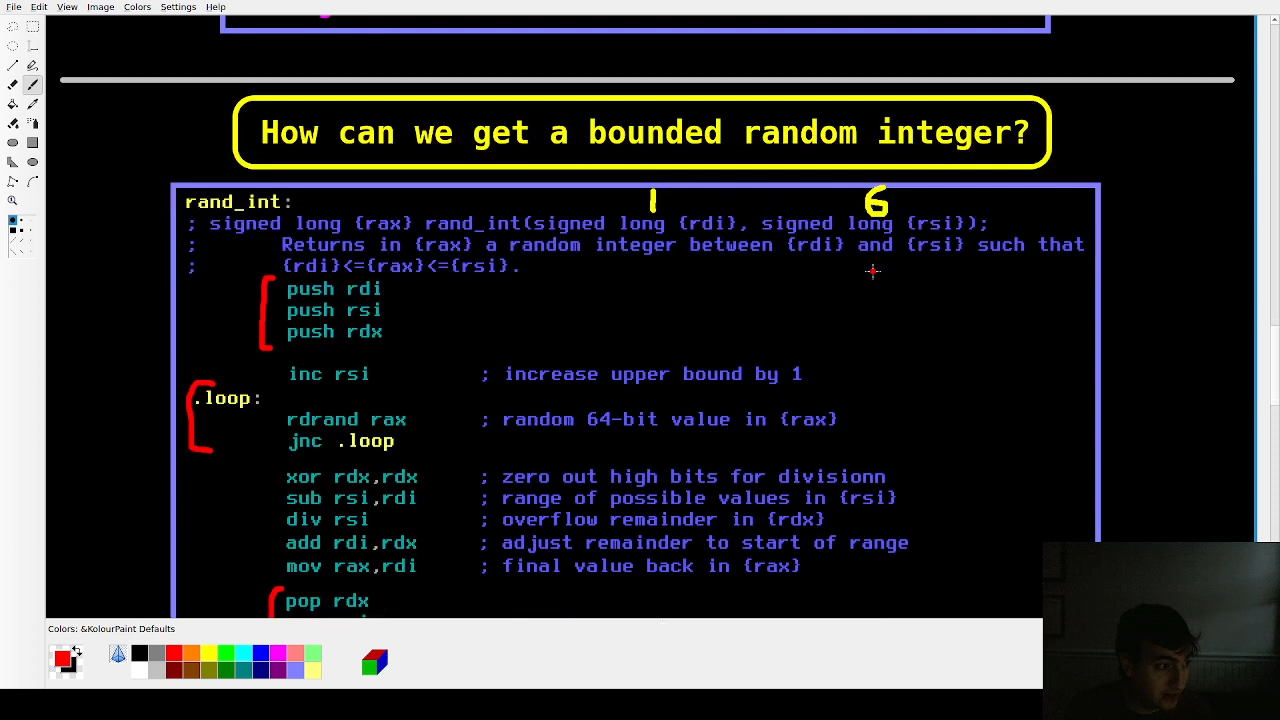 File Edit View Image Colors Settings Help
How can we get a bounded random integer?
1 6
rand_int:
; signed long {rax} rand_int(signed long {rdi}, signed long {rsi});
; Returns in {rax} a random integer between {rdi} and {rsi} such that
; {rdi}<={rax}<={rsi}.
push rdi
push rsi
push rdx
inc rsi ; increase upper bound by 1
.loop:
rdrand rax ; random 64-bit value in {rax}
jnc .loop
xor rdx,rdx ; zero out high bits for divisionn
sub rsi,rdi ; range of possible values in {rsi}
div rsi ; overflow remainder in {rdx}
add rdi,rdx ; adjust remainder to start of range
mov rax,rdi ; final value back in {rax}
pop rdx
Colors: &KolourPaint Defaults